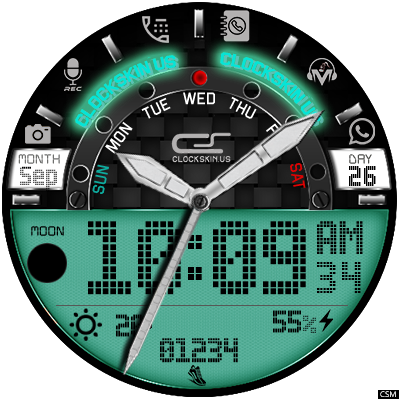 CLOCKSKIN US CLOCKSKIN US
REC
SUN MON TUE WED THU SAT
CLOCKSKIN.US
MONTH
Sep
DAY
26
MOON
10:09 AM
34
55%
01234
CSM